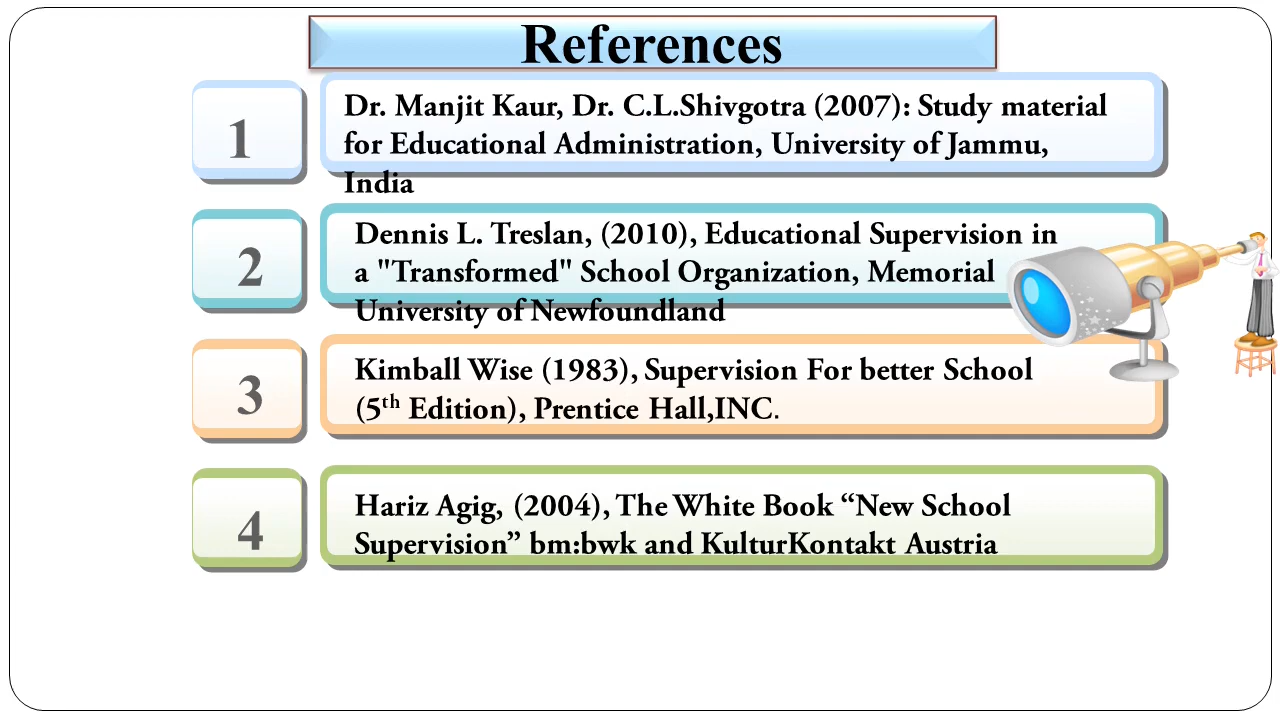 References
1
Dr. Manjit Kaur, Dr. C.L.Shivgotra (2007): Study material
for Educational Administration, University of Jammu,
India
2
Dennis L. Treslan, (2010), Educational Supervision in
a "Transformed" School Organization, Memorial
University of Newfoundland
3
Kimball Wise (1983), Supervision For better School
(5th Edition), Prentice Hall,INC.
4
Hariz Agig, (2004), The White Book “New School
Supervision” bm:bwk and KulturKontakt Austria